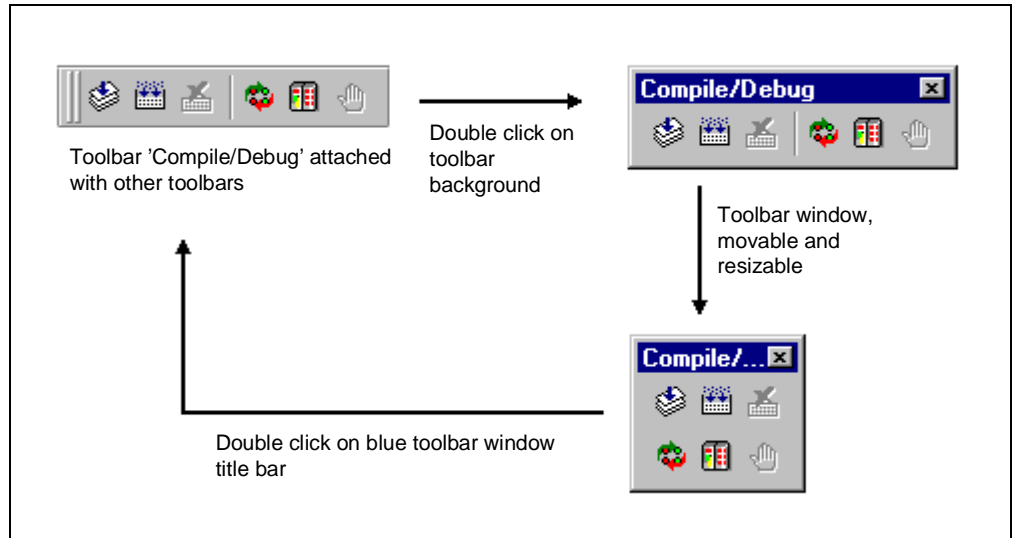 Toolbar 'Compile/Debug' attached
with other toolbars
Double click on
toolbar
background
Compile/Debug
Toolbar window,
movable and
resizable
Compile/...
Double click on blue toolbar window
title bar